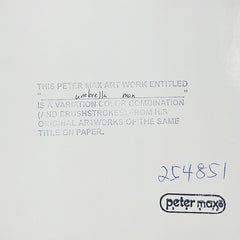 THIS PETER MAX ART WORK ENTITLED
"umbrella man"
IS A VARIATION COLOR COMBINATION
(AND BRUSHSTROKES) FROM HIS
ORIGINAL ARTWORKS OF THE SAME
TITLE ON PAPER.
254851
peter max®